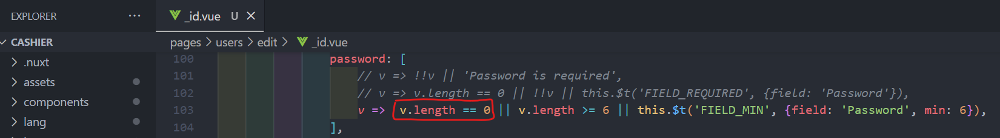 EXPLORER ...
_id.vue U
CASHIER
pages > users > edit > _id.vue
.nuxt
100 password: [
101 // v => !!v || 'Password is required',
assets
102 // v => v.length == 0 || !!v || this.$t('FIELD_REQUIRED', {field: 'Password'}),
components
103 v => v.length == 0 || v.length >= 6 || this.$t('FIELD_MIN', {field: 'Password', min: 6}),
lang
104 ],